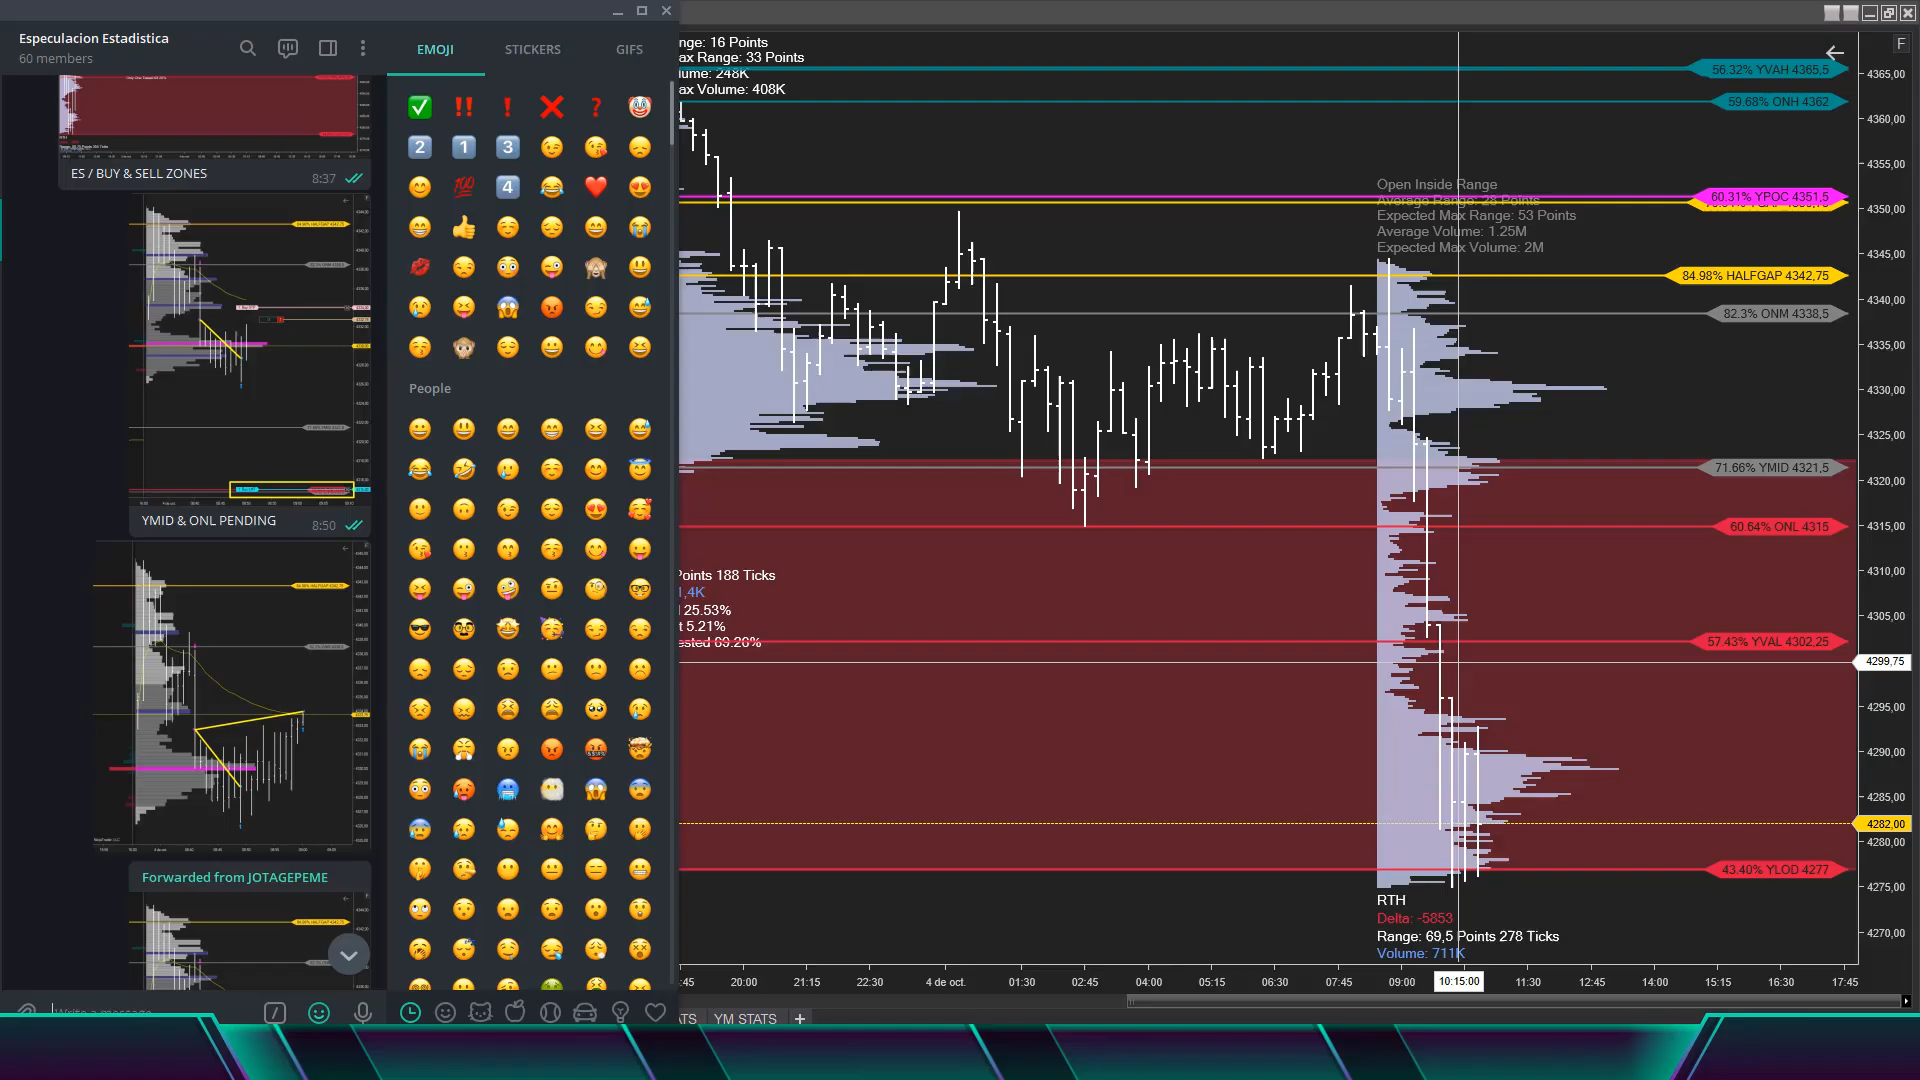 Especulacion Estadistica
60 members
EMOJI
STICKERS
GIFS
ES / BUY & SELL ZONES
8:37
YMID & ONL PENDING
8:50
Forwarded from JOTAGEPEME
People
nge: 16 Points
ax Range: 33 Points
lume: 248K
ax Volume: 408K
Open Inside Range
Average Range: 28 Points
Expected Max Range: 53 Points
Average Volume: 1.25M
Expected Max Volume: 2M
56.32% YVAH 4365,5
59.68% ONH 4362
60.31% YPOC 4351,5
84.98% HALFGAP 4342,75
82.3% ONM 4338,5
71.66% YMID 4321,5
60.64% ONL 4315
57.43% YVAL 4302,25
43.40% YLOD 4277
Points 188 Ticks
1,4K
25.53%
t 5.21%
RTH
Delta: -5853
Range: 69,5 Points 278 Ticks
Volume: 711K
F
4365,00
4360,00
4355,00
4350,00
4345,00
4340,00
4335,00
4330,00
4325,00
4320,00
4315,00
4310,00
4305,00
4299,75
4295,00
4290,00
4285,00
4282,00
4280,00
4275,00
4270,00
:45
20:00
21:15
22:30
4 de oct.
01:30
02:45
04:00
05:15
06:30
07:45
09:00
10:15:00
11:30
12:45
14:00
15:15
16:30
17:45
ATS
YM STATS
+